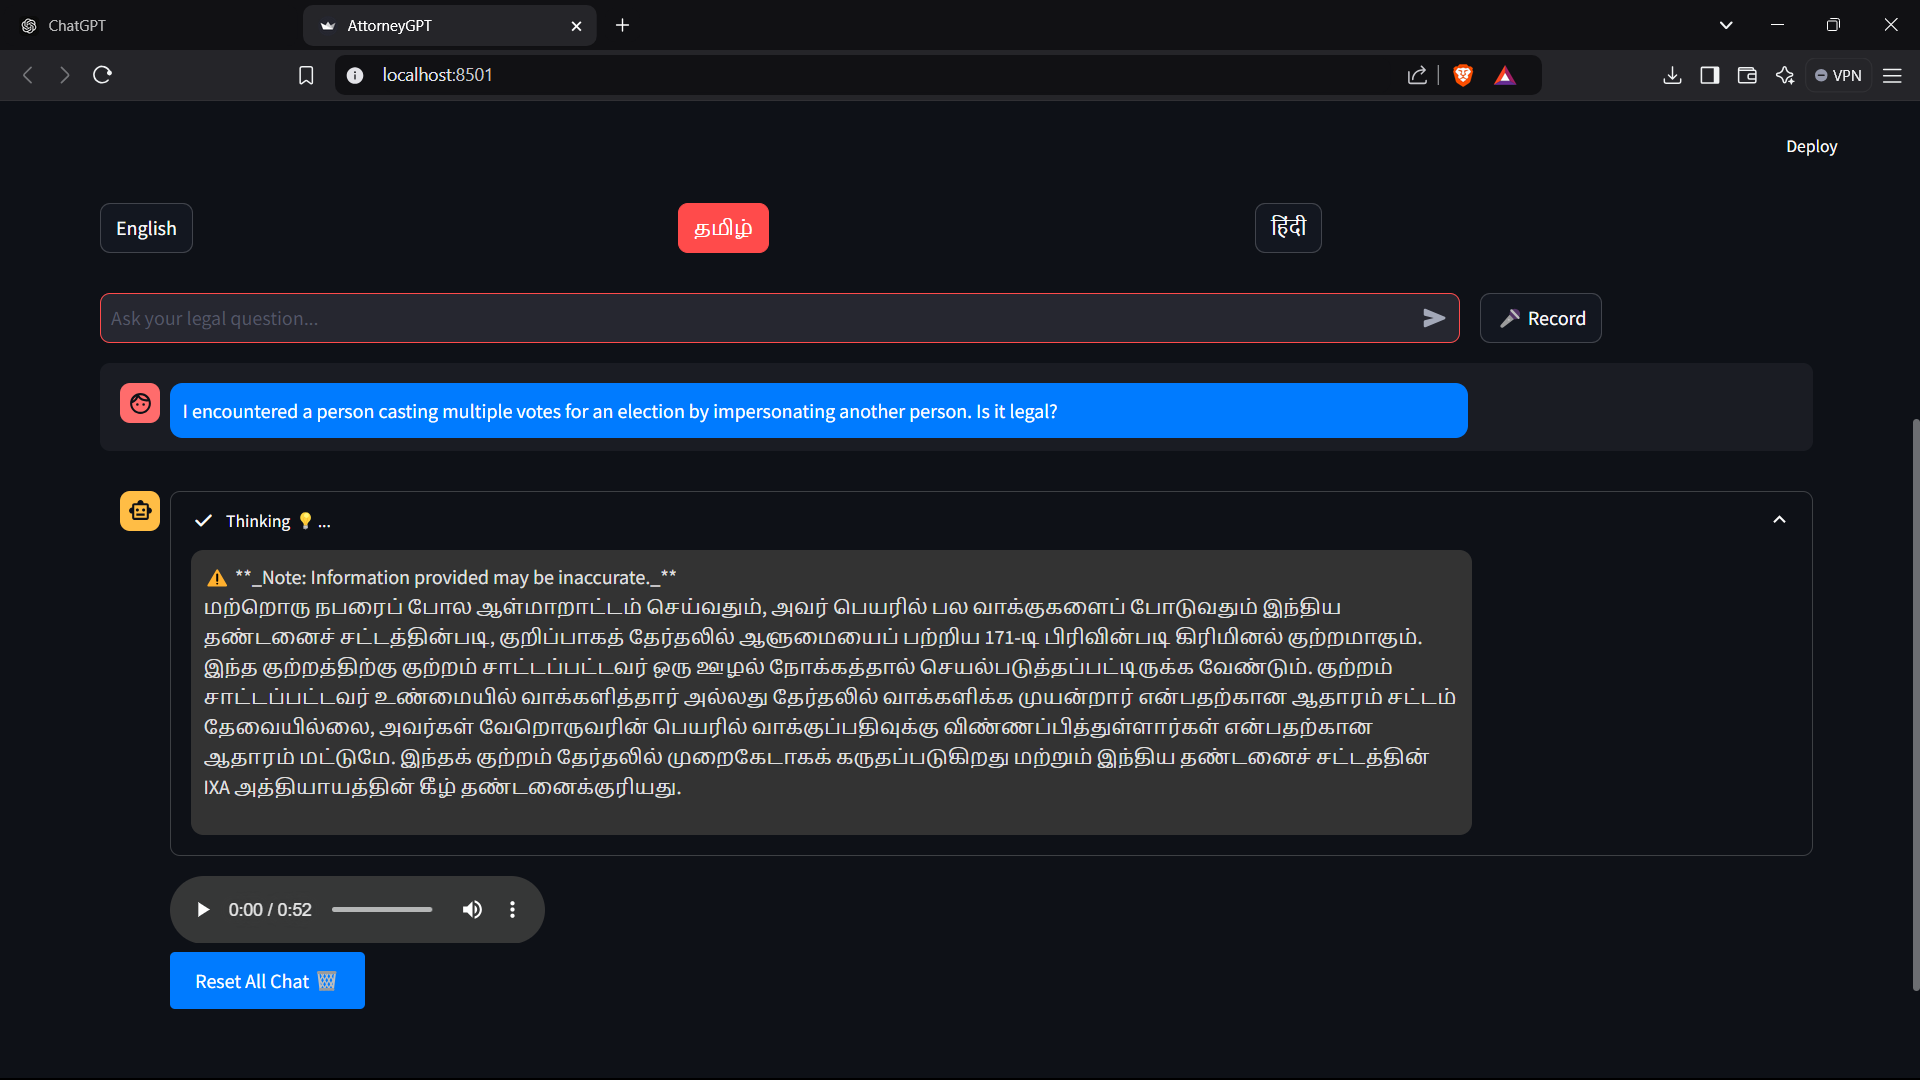 ChatGPT
AttorneyGPT
localhost:8501
VPN
Deploy
English
தமிழ்
हिंदी
Ask your legal question...
Record
I encountered a person casting multiple votes for an election by impersonating another person. Is it legal?
Thinking 💡 ...
⚠️ **_Note: Information provided may be inaccurate._**
மற்றொரு நபரைப் போல ஆள்மாறாட்டம் செய்வதும், அவர் பெயரில் பல வாக்குகளைப் போடுவதும் இந்திய
தண்டனைச் சட்டத்தின்படி, குறிப்பாகத் தேர்தலில் ஆளுமையைப் பற்றிய 171-டி பிரிவின்படி கிரிமினல் குற்றமாகும்.
இந்த குற்றத்திற்கு குற்றம் சாட்டப்பட்டவர் ஒரு ஊழல் நோக்கத்தால் செயல்படுத்தப்பட்டிருக்க வேண்டும். குற்றம்
சாட்டப்பட்டவர் உண்மையில் வாக்களித்தார் அல்லது தேர்தலில் வாக்களிக்க முயன்றார் என்பதற்கான ஆதாரம் சட்டம்
தேவையில்லை, அவர்கள் வேறொருவரின் பெயரில் வாக்குப்பதிவுக்கு விண்ணப்பித்துள்ளார்கள் என்பதற்கான
ஆதாரம் மட்டுமே. இந்தக் குற்றம் தேர்தலில் முறைகேடாகக் கருதப்படுகிறது மற்றும் இந்திய தண்டனைச் சட்டத்தின்
IXA அத்தியாயத்தின் கீழ் தண்டனைக்குரியது.
0:00 / 0:52
Reset All Chat